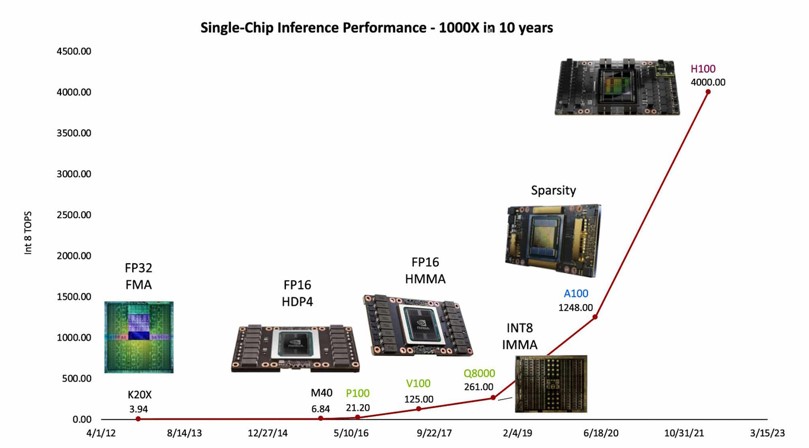 Single-Chip Inference Performance - 1000X in 10 years
4500.00
4000.00
3500.00
3000.00
2500.00
2000.00
1500.00
1000.00
500.00
0.00
Int 8 TOPS
4/1/12
8/14/13
12/27/14
5/10/16
9/22/17
2/4/19
6/18/20
10/31/21
3/15/23
FP32
FMA
K20X
3.94
FP16
HDP4
M40
6.84
P100
21.20
FP16
HMMA
V100
125.00
Q8000
261.00
INT8
IMMA
Sparsity
A100
1248.00
H100
4000.00